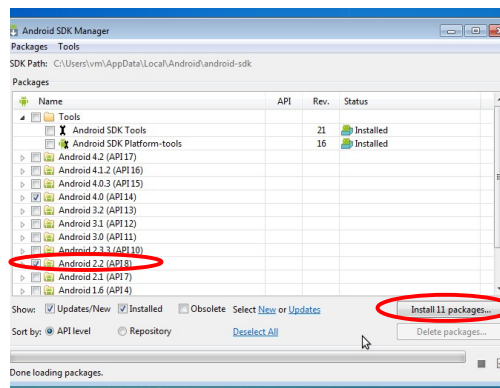 Android SDK Manager
Packages Tools
SDK Path: C:\Users\vm\AppData\Local\Android\android-sdk
Packages
Name API Rev. Status
Tools
Android SDK Tools 21 Installed
Android SDK Platform-tools 16 Installed
Android 4.2 (API 17)
Android 4.1.2 (API 16)
Android 4.0.3 (API 15)
Android 4.0 (API 14)
Android 3.2 (API 13)
Android 3.1 (API 12)
Android 3.0 (API 11)
Android 2.3.3 (API 10)
Android 2.2 (API 8)
Android 2.1 (API 7)
Android 1.6 (API 4)
Show: Updates/New Installed Obsolete Select New or Updates Install 11 packages...
Sort by: API level Repository Deselect All Delete packages...
Done loading packages.